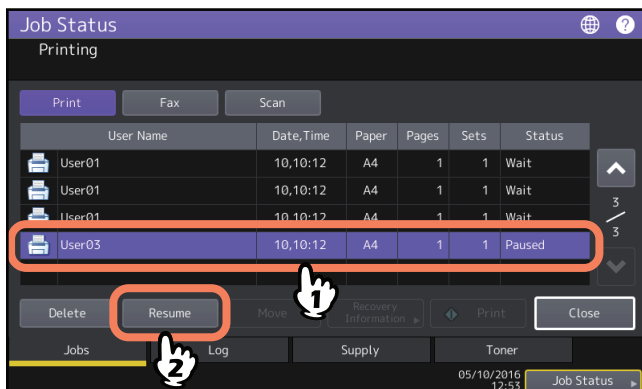 Job Status ?
Printing
Print Fax Scan
User Name Date,Time Paper Pages Sets Status
User01 10,10:12 A4 1 1 Wait
User01 10,10:12 A4 1 1 Wait
User01 10,10:12 A4 1 1 Wait
3
3
User03 10,10:12 A4 1 1 Paused
1
Delete Resume Move Recovery Information Print Close
2
Jobs Log Supply Toner
05/10/2016
12:53 Job Status